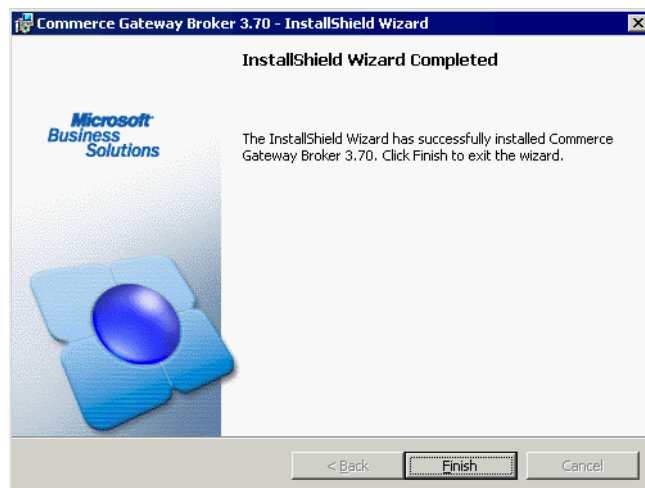 Commerce Gateway Broker 3.70 - InstallShield Wizard
InstallShield Wizard Completed
Microsoft
Business
Solutions
The InstallShield Wizard has successfully installed Commerce
Gateway Broker 3.70. Click Finish to exit the wizard.
< Back
Finish
Cancel